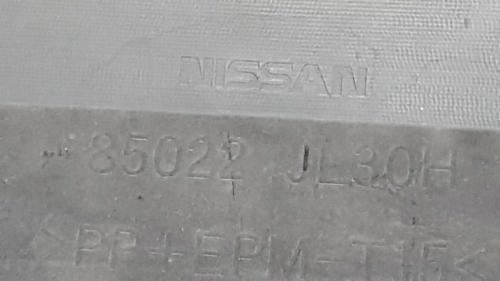 NISSAN
85022 JL30H
>PP+EPM-T15<